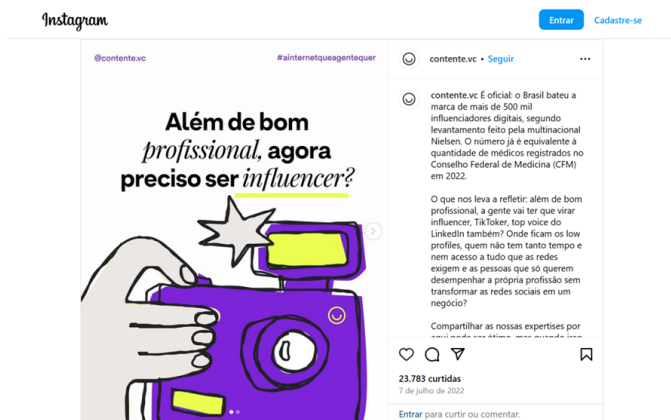 Instagram
Entrar
Cadastre-se
@contente.vc
#ainternetqueagentequer
Além de bom
profissional, agora
preciso ser influencer?
contente.vc • Seguir
contente.vc É oficial: o Brasil bateu a
marca de mais de 500 mil
influenciadores digitais, segundo
levantamento feito pela multinacional
Nielsen. O número já é equivalente à
quantidade de médicos registrados no
Conselho Federal de Medicina (CFM)
em 2022.
O que nos leva a refletir: além de bom
profissional, a gente vai ter que virar
influencer, TikToker, top voice do
LinkedIn também? Onde ficam os low
profiles, quem não tem tanto tempo e
nem acesso a tudo que as redes
exigem e as pessoas que só querem
desempenhar a própria profissão sem
transformar as redes sociais em um
negócio?
Compartilhar as nossas expertises por
23.783 curtidas
7 de julho de 2022
Entrar para curtir ou comentar.